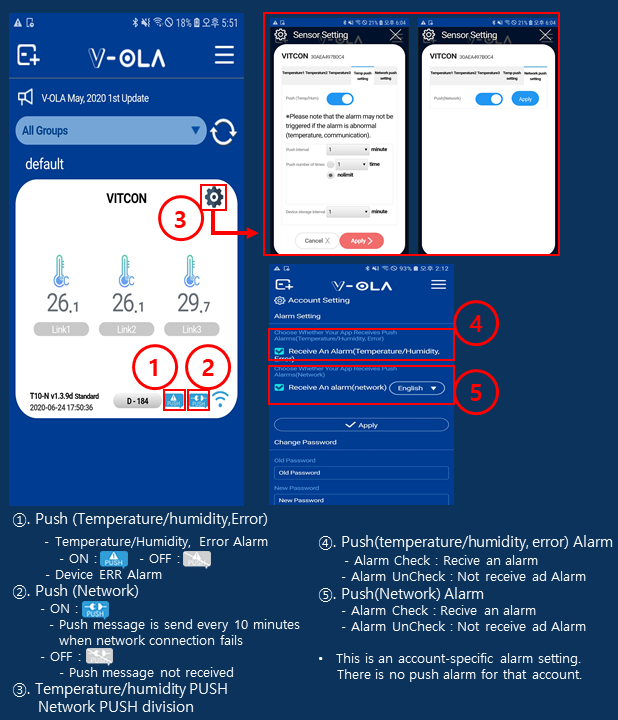 18% 오후 5:51
V-OLA
V-OLA May, 2020 1st Update
All Groups
default
VITCON
③
26.1
26.1
29.7
Link1
Link2
Link3
①
②
T10-N v1.3.9d Standard
2020-06-24 17:50:36
D - 184
PUSH
PUSH
21% 오후 6:04
Sensor Setting
VITCON 30AEA497B0C4
Temperature1 Temperature2 Temperature3 Temp push setting Network push setting
Push (Temp/Humi)
※Please note that the alarm may not be
triggered if the alarm is abnormal
(temperature, communication).
Push interval 1 minute
Push number of times 1 time
nolimit
Device storage interval 1 minute
Cancel X
Apply >
21% 오후 6:04
Sensor Setting
VITCON 30AEA497B0C4
Temperature1 Temperature2 Temperature3 Temp push setting Network push setting
Push(Network) Apply
93% 오후 2:12
V-OLA
Account Setting
Alarm Setting
Choose Whether Your App Receives Push
Alarms(Temperature/Humidity, Error)
Receive An Alarm(Temperature/Humidity,
Error)
④
Choose Whether Your App Receives Push
Alarms(Network)
Receive An alarm(network) English
⑤
Apply
Change Password
Old Password
Old Password
New Password
New Password
①. Push (Temperature/humidity,Error)
- Temperature/Humidity, Error Alarm
- ON : PUSH - OFF : PUSH
- Device ERR Alarm
②. Push (Network)
- ON : PUSH
- Push message is send every 10 minutes
when network connection fails
- OFF : PUSH
- Push message not received
③. Temperature/humidity PUSH
Network PUSH division
④. Push(temperature/humidity, error) Alarm
- Alarm Check : Recive an alarm
- Alarm UnCheck : Not receive ad Alarm
⑤. Push(Network) Alarm
- Alarm Check : Recive an alarm
- Alarm UnCheck : Not receive ad Alarm
• This is an account-specific alarm setting.
There is no push alarm for that account.